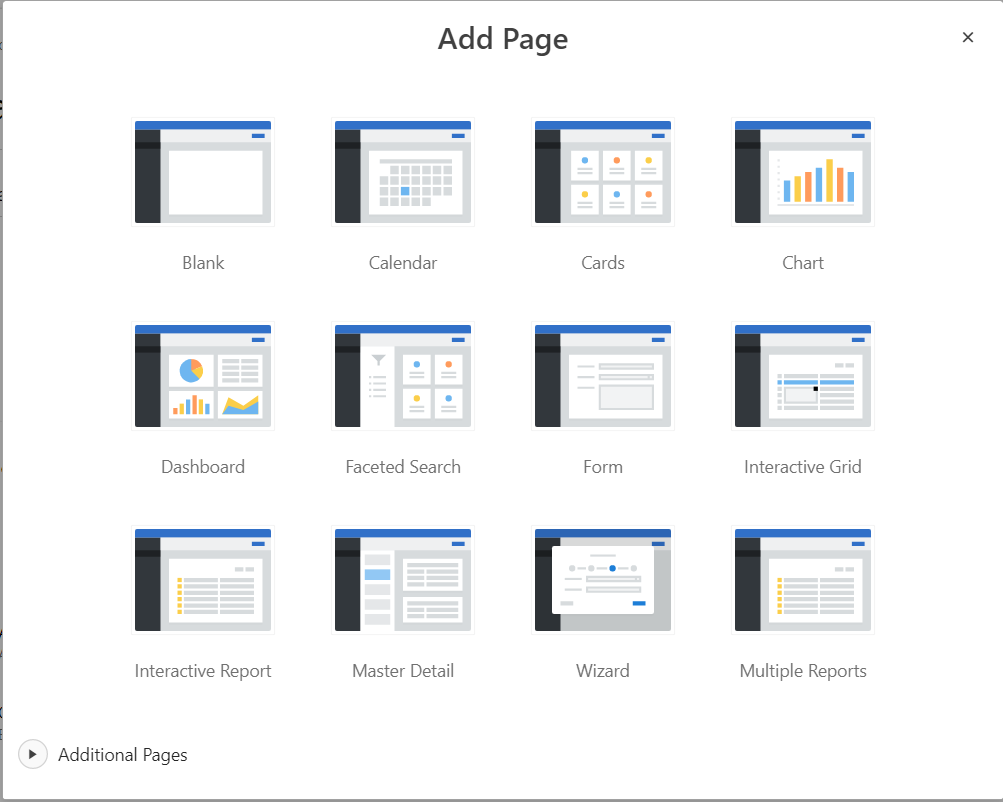 Add Page
Blank
Calendar
Cards
Chart
Dashboard
Faceted Search
Form
Interactive Grid
Interactive Report
Master Detail
Wizard
Multiple Reports
Additional Pages